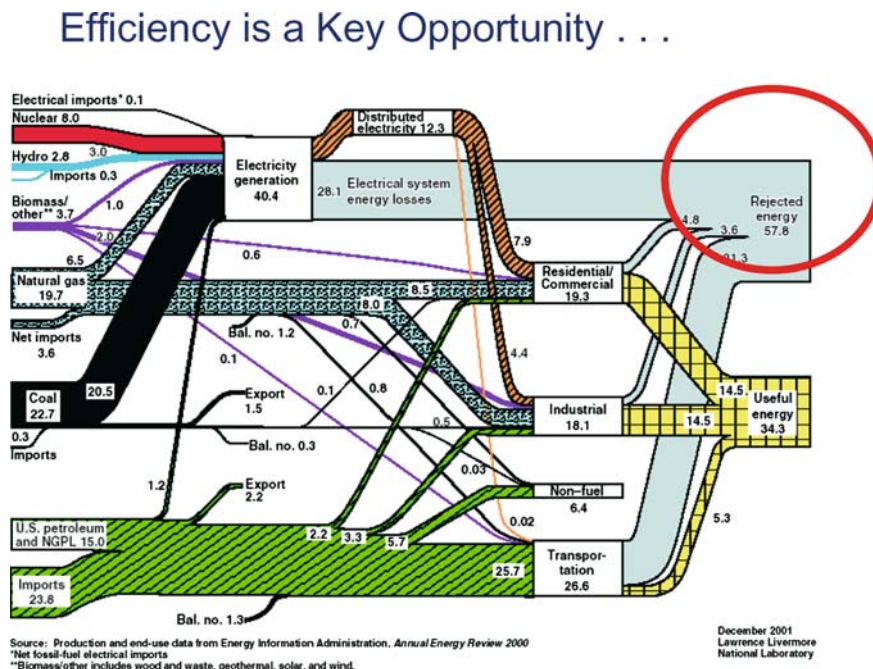 Efficiency is a Key Opportunity . . .
Electrical imports* 0.1
Nuclear 8.0
Hydro 2.8
3.0
Imports 0.3
Biomass/
other** 3.7
1.0
2.0
6.5
Natural gas
19.7
Net imports
3.6
Coal
22.7
20.5
0.3
Imports
1.2
U.S. petroleum
and NGPL 15.0
Imports
23.8
Electricity
generation
40.4
Distributed
electricity 12.3
28.1
Electrical system
energy losses
0.6
8.5
8.0
0.7
Bal. no. 1.2
0.1
0.1
0.8
Export
1.5
Bal. no. 0.3
0.5
Export
2.2
2.2
3.3
5.7
0.03
0.02
25.7
Bal. no. 1.3
7.9
4.4
Residential/
Commercial
19.3
Industrial
18.1
Non–fuel
6.4
Transpor-
tation
26.6
4.8
3.6
21.3
Rejected
energy
57.8
14.5
14.5
5.3
Useful
energy
34.3
Source: Production and end-use data from Energy Information Administration, Annual Energy Review 2000
*Net fossil-fuel electrical imports
**Biomass/other includes wood and waste, geothermal, solar, and wind.
December 2001
Lawrence Livermore
National Laboratory